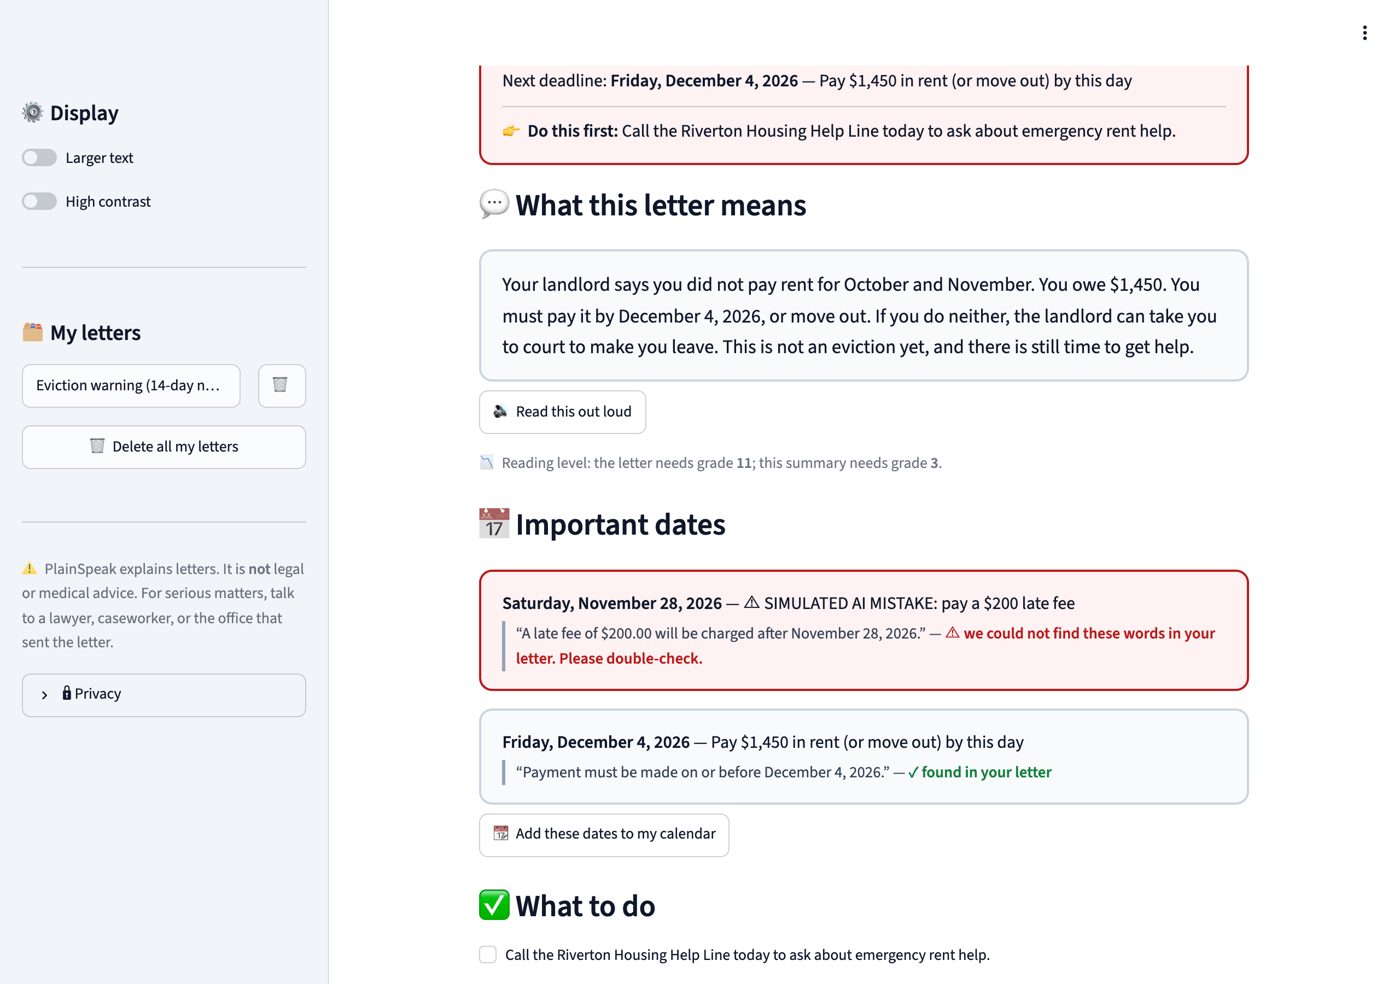 Display
Larger text
High contrast
My letters
Eviction warning (14-day n…
Delete all my letters
⚠️ PlainSpeak explains letters. It is not legal
or medical advice. For serious matters, talk
to a lawyer, caseworker, or the office that
sent the letter.
Privacy
Next deadline: Friday, December 4, 2026 — Pay $1,450 in rent (or move out) by this day
👉 Do this first: Call the Riverton Housing Help Line today to ask about emergency rent help.
What this letter means
Your landlord says you did not pay rent for October and November. You owe $1,450. You
must pay it by December 4, 2026, or move out. If you do neither, the landlord can take you
to court to make you leave. This is not an eviction yet, and there is still time to get help.
Read this out loud
Reading level: the letter needs grade 11; this summary needs grade 3.
Important dates
Saturday, November 28, 2026 — ⚠ SIMULATED AI MISTAKE: pay a $200 late fee
“A late fee of $200.00 will be charged after November 28, 2026.” — ⚠ we could not find these words in your
letter. Please double-check.
Friday, December 4, 2026 — Pay $1,450 in rent (or move out) by this day
“Payment must be made on or before December 4, 2026.” — ✓ found in your letter
Add these dates to my calendar
What to do
Call the Riverton Housing Help Line today to ask about emergency rent help.